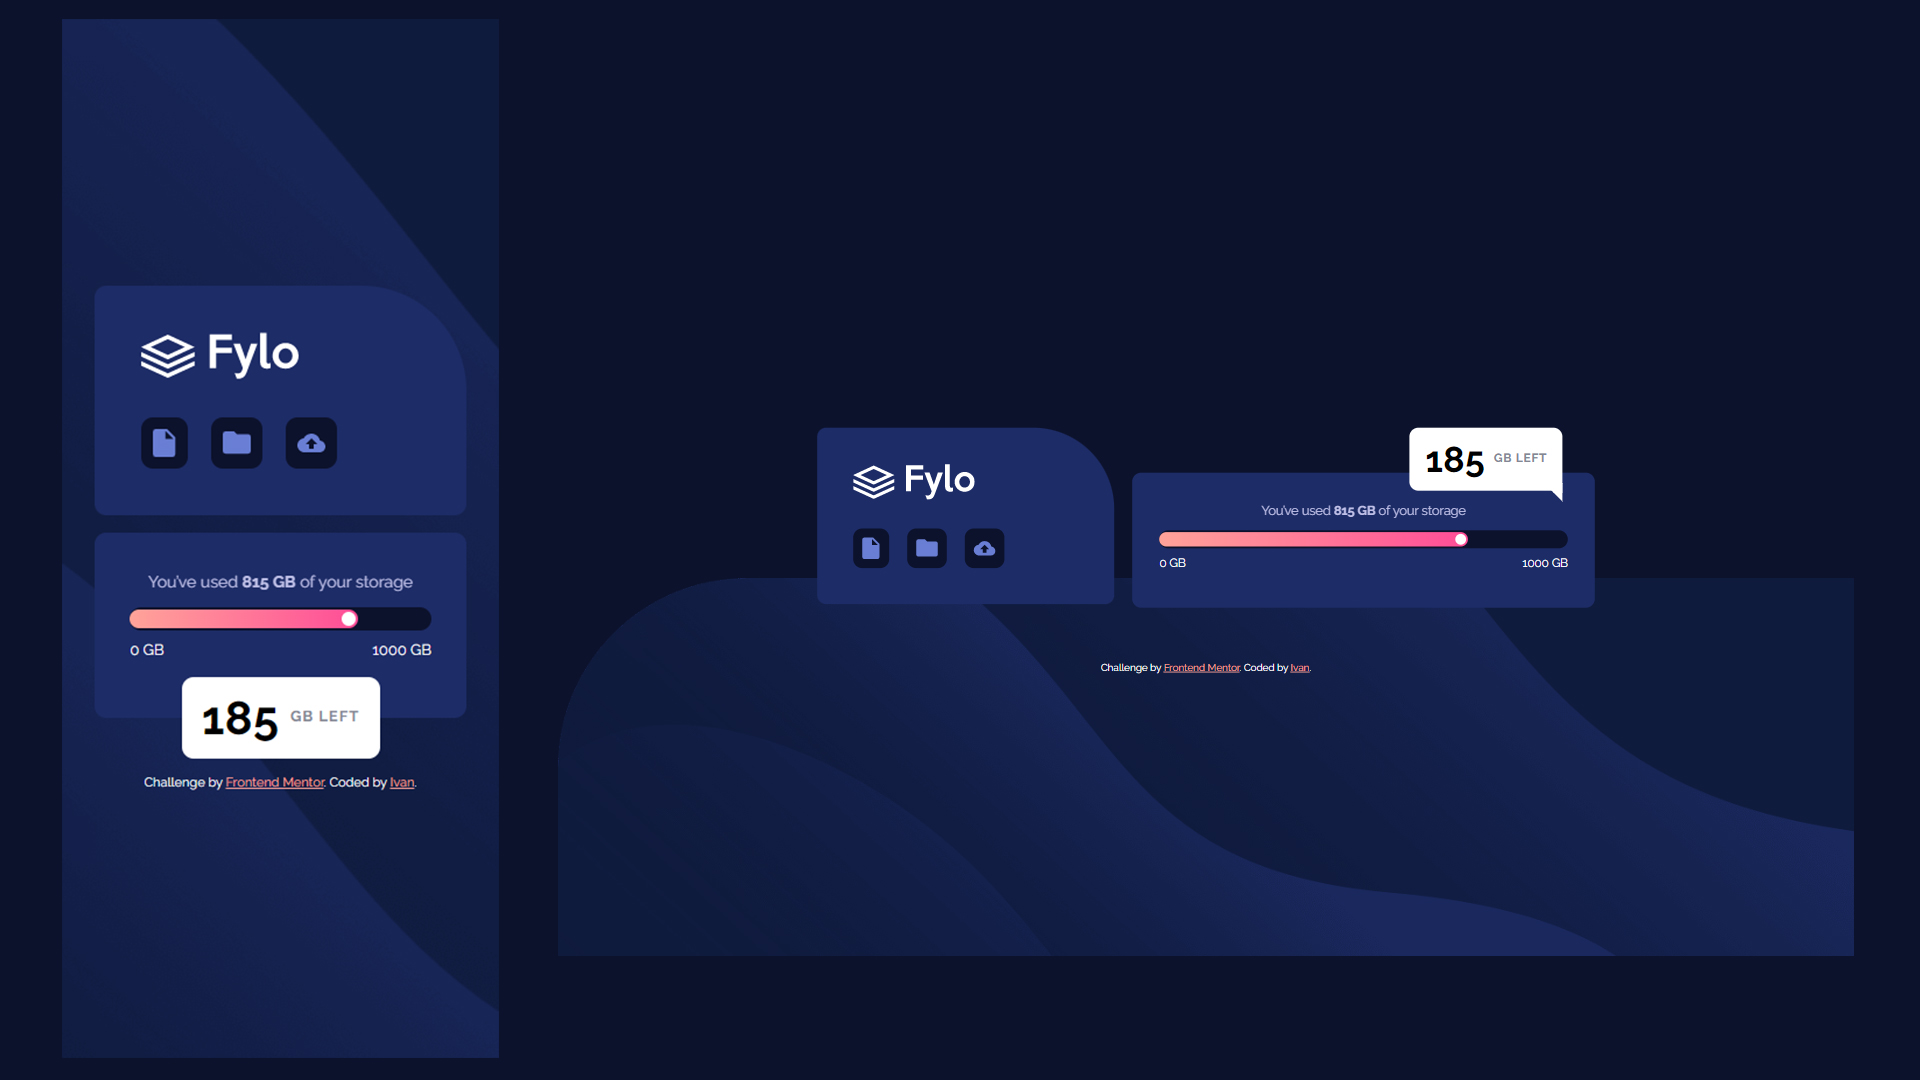 Fylo
You've used 815 GB of your storage
0 GB
1000 GB
185 GB LEFT
Challenge by Frontend Mentor. Coded by Ivan.
Fylo
185 GB LEFT
You've used 815 GB of your storage
0 GB
1000 GB
Challenge by Frontend Mentor. Coded by Ivan.